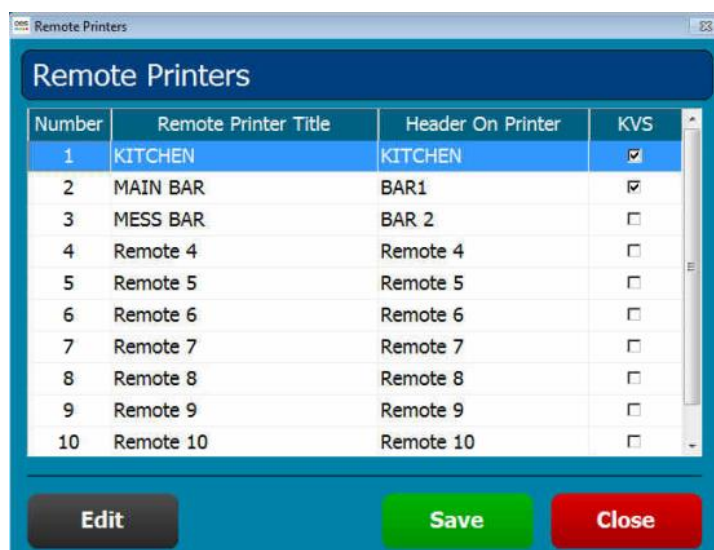 Remote Printers
Remote Printers
Number Remote Printer Title Header On Printer KVS
1 KITCHEN KITCHEN
2 MAIN BAR BAR1
3 MESS BAR BAR 2
4 Remote 4 Remote 4
5 Remote 5 Remote 5
6 Remote 6 Remote 6
7 Remote 7 Remote 7
8 Remote 8 Remote 8
9 Remote 9 Remote 9
10 Remote 10 Remote 10
Edit Save Close